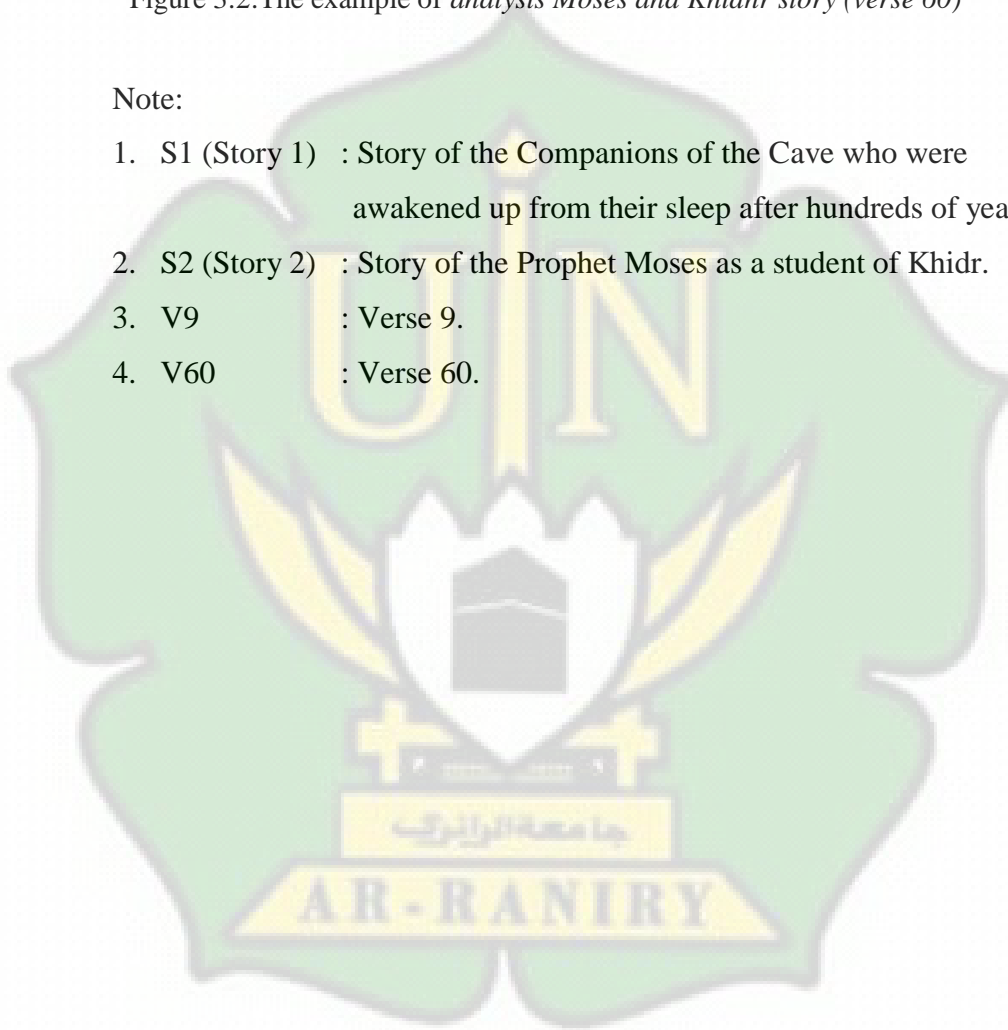 Figure 3.2.The example of analysis Moses and Khidhr story (verse 60)
Note:
1. S1 (Story 1) : Story of the Companions of the Cave who were
awakened up from their sleep after hundreds of yea
2. S2 (Story 2) : Story of the Prophet Moses as a student of Khidr.
3. V9 : Verse 9.
4. V60 : Verse 60.
UIN
جامعة الرانري
AR-RANIRY